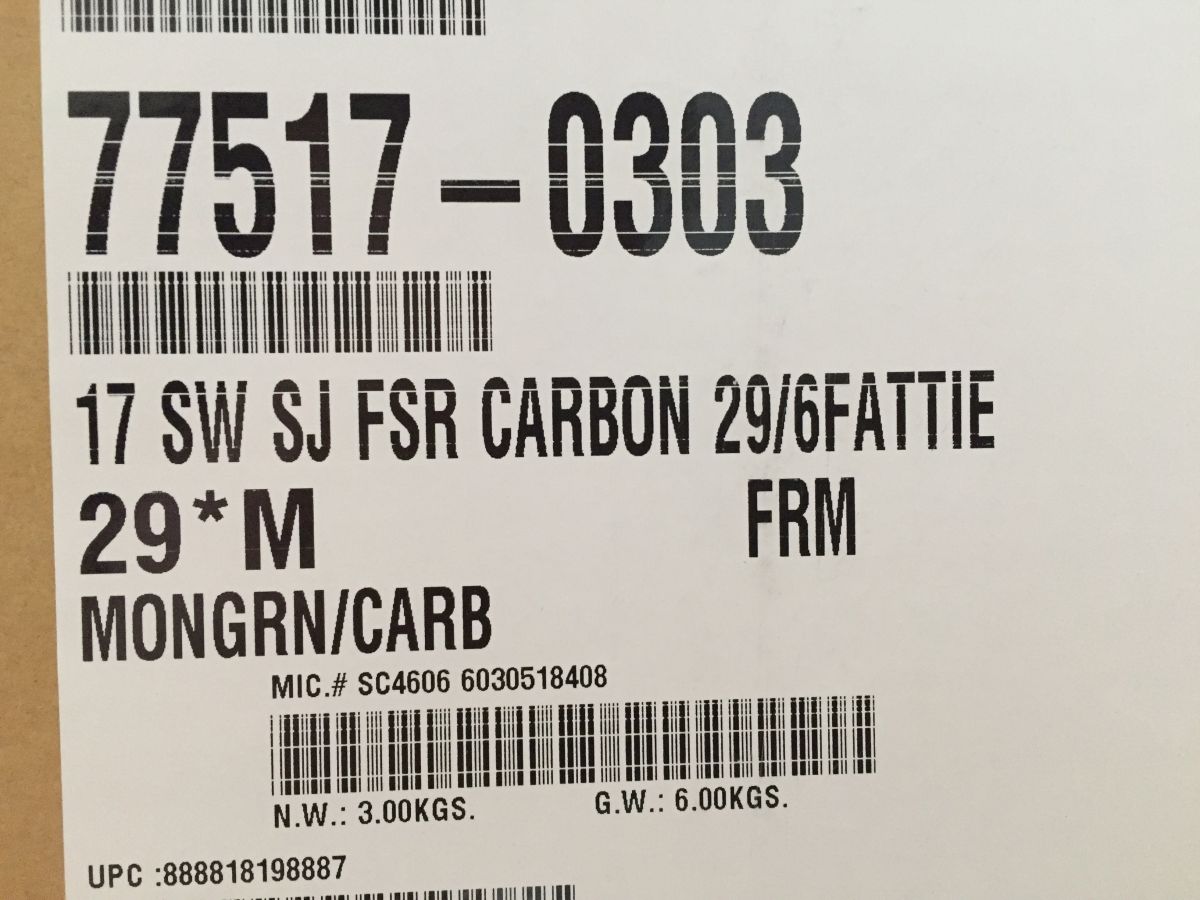 77517-0303
17 SW SJ FSR CARBON 29/6FATTIE
29*M FRM
MONGRN/CARB
MIC.# SC4606 6030518408
N.W.: 3.00KGS. G.W.: 6.00KGS.
UPC :888818198887